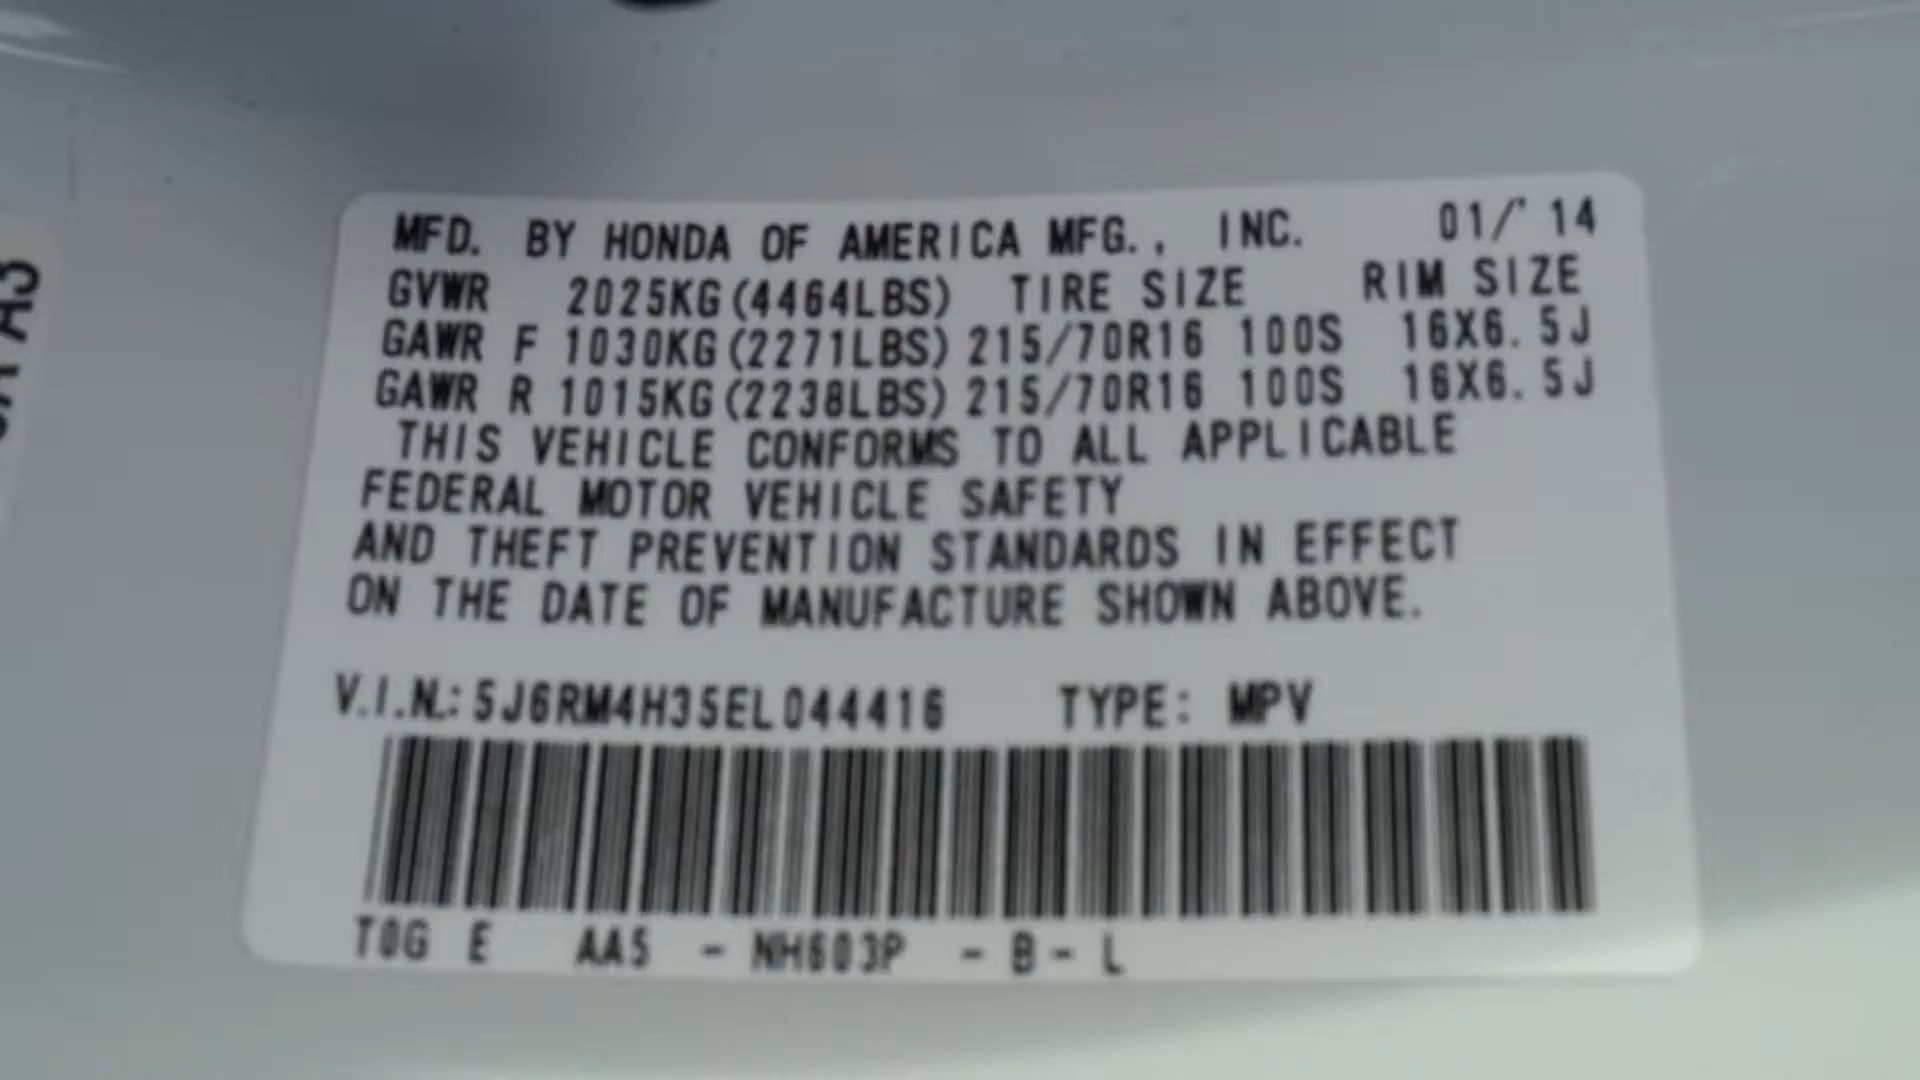 MFD. BY HONDA OF AMERICA MFG., INC. 01/'14
GVWR 2025KG(4464LBS) TIRE SIZE RIM SIZE
GAWR F 1030KG(2271LBS) 215/70R16 100S 16X6.5J
GAWR R 1015KG(2238LBS) 215/70R16 100S 16X6.5J
THIS VEHICLE CONFORMS TO ALL APPLICABLE
FEDERAL MOTOR VEHICLE SAFETY
AND THEFT PREVENTION STANDARDS IN EFFECT
ON THE DATE OF MANUFACTURE SHOWN ABOVE.
V.I.N.: 5J6RM4H35EL044416 TYPE: MPV
T0G E AA5 - NH603P - B - L
A3